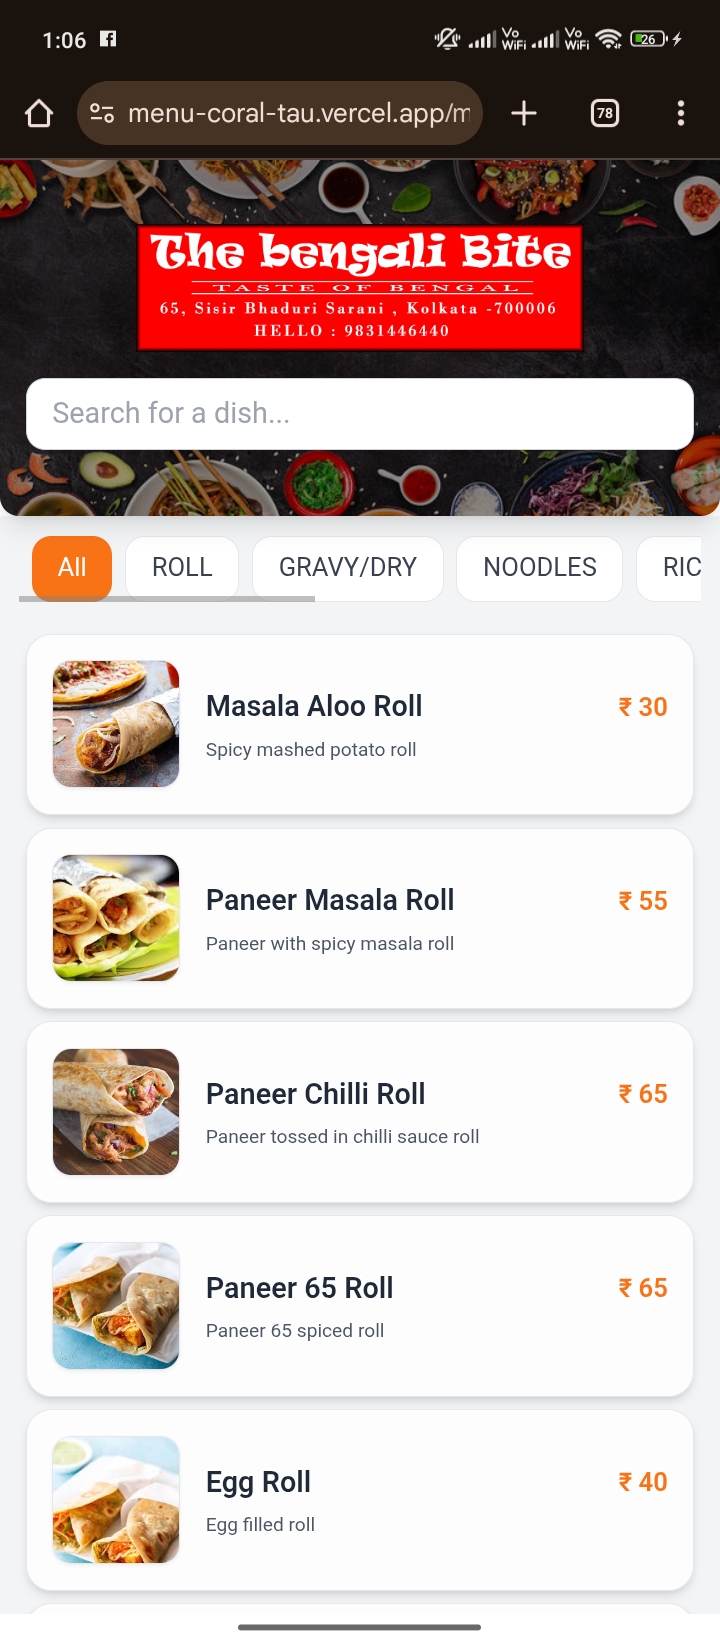 1:06
Vo WiFi
Vo WiFi
26
menu-coral-tau.vercel.app/m
78
The bengali Bite
TASTE OF BENGAL
65, Sisir Bhaduri Sarani , Kolkata -700006
HELLO : 9831446440
Search for a dish...
All ROLL GRAVY/DRY NOODLES RIC
Masala Aloo Roll ₹ 30
Spicy mashed potato roll
Paneer Masala Roll ₹ 55
Paneer with spicy masala roll
Paneer Chilli Roll ₹ 65
Paneer tossed in chilli sauce roll
Paneer 65 Roll ₹ 65
Paneer 65 spiced roll
Egg Roll ₹ 40
Egg filled roll